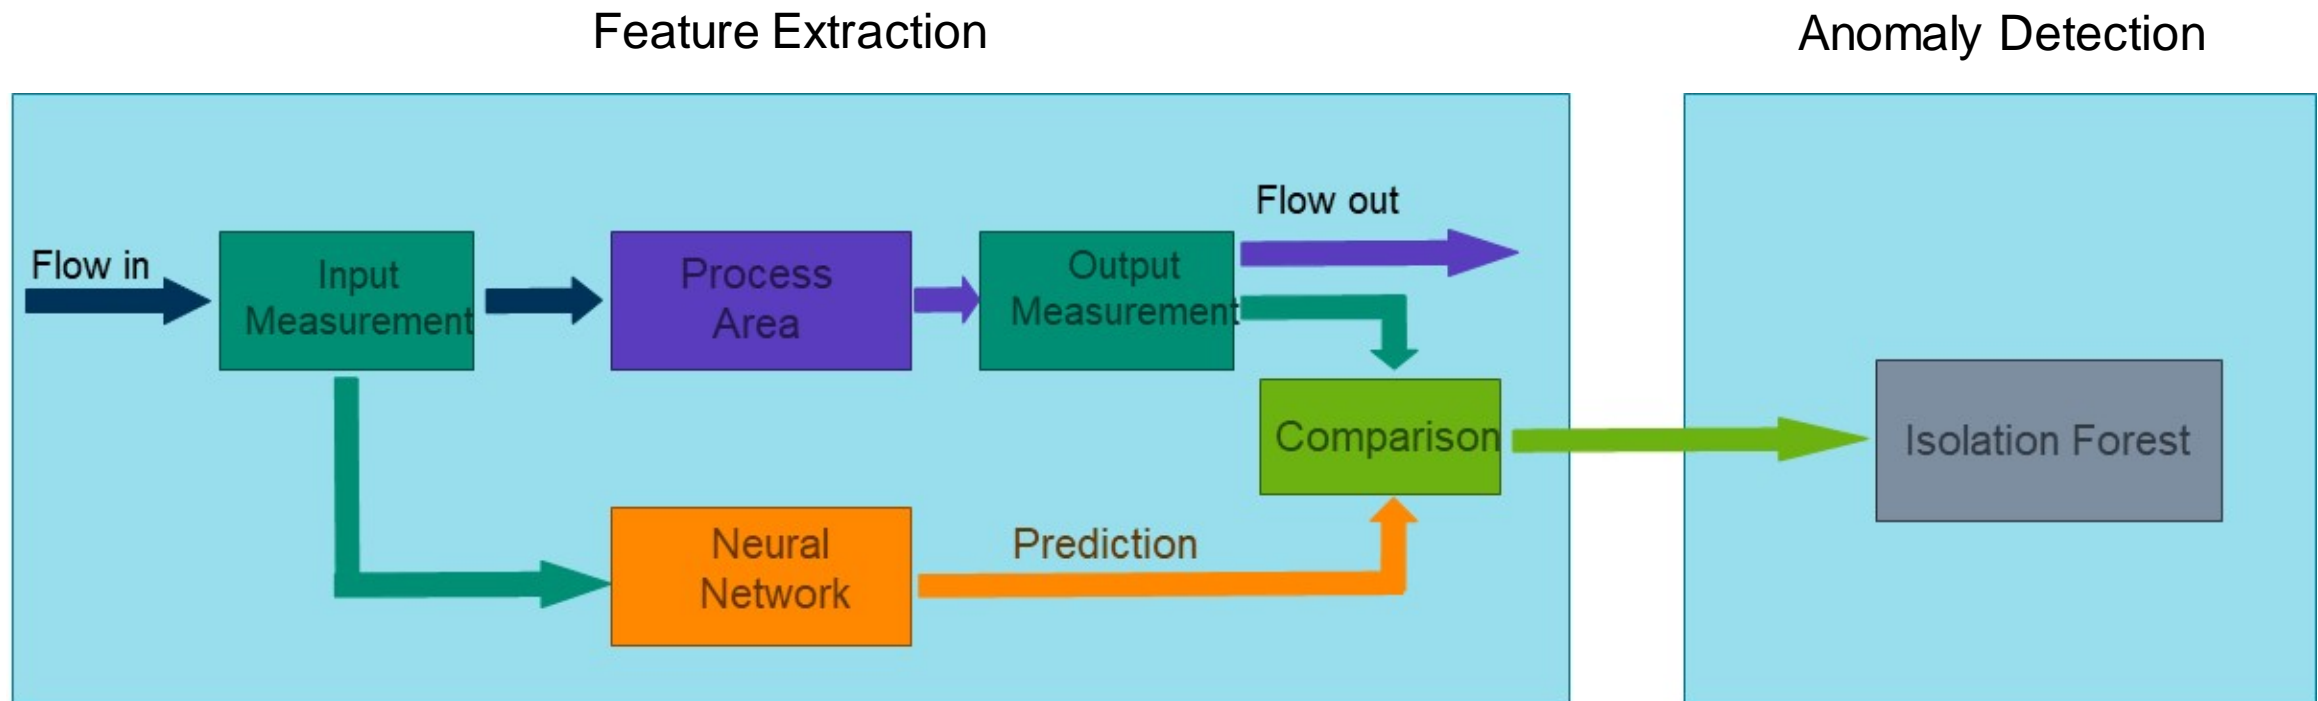 Feature Extraction
Anomaly Detection
Flow in
Input
Measurement
Process
Area
Output
Measurement
Flow out
Comparison
Isolation Forest
Neural
Network
Prediction